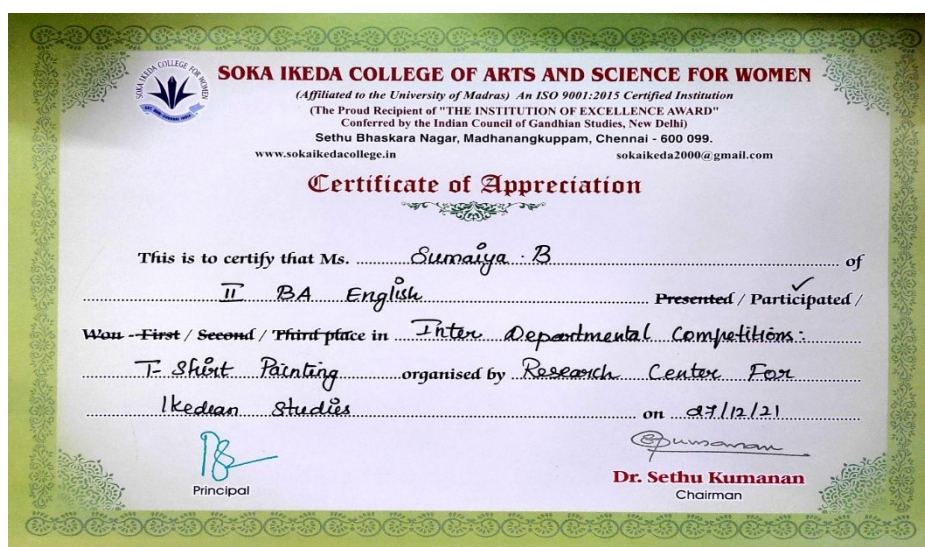 SOKA IKEDA COLLEGE OF ARTS AND SCIENCE FOR WOMEN
(Affiliated to the University of Madras) An ISO 9001:2015 Certified Institution
(The Proud Recipient of "THE INSTITUTION OF EXCELLENCE AWARD"
Conferred by the Indian Council of Gandhian Studies, New Delhi)
Sethu Bhaskara Nagar, Madhanangkuppam, Chennai - 600 099.
www.sokaikedacollege.in sokaikeda2000@gmail.com
Certificate of Appreciation
This is to certify that Ms. Sumaiya . B of
II BA English Presented / Participated /
Won - First / Second / Third place in Inter Departmental Competitions:
T- Shirt Painting organised by Research Center For
Ikedian Studies on 27/12/21
Principal
Dr. Sethu Kumanan
Chairman